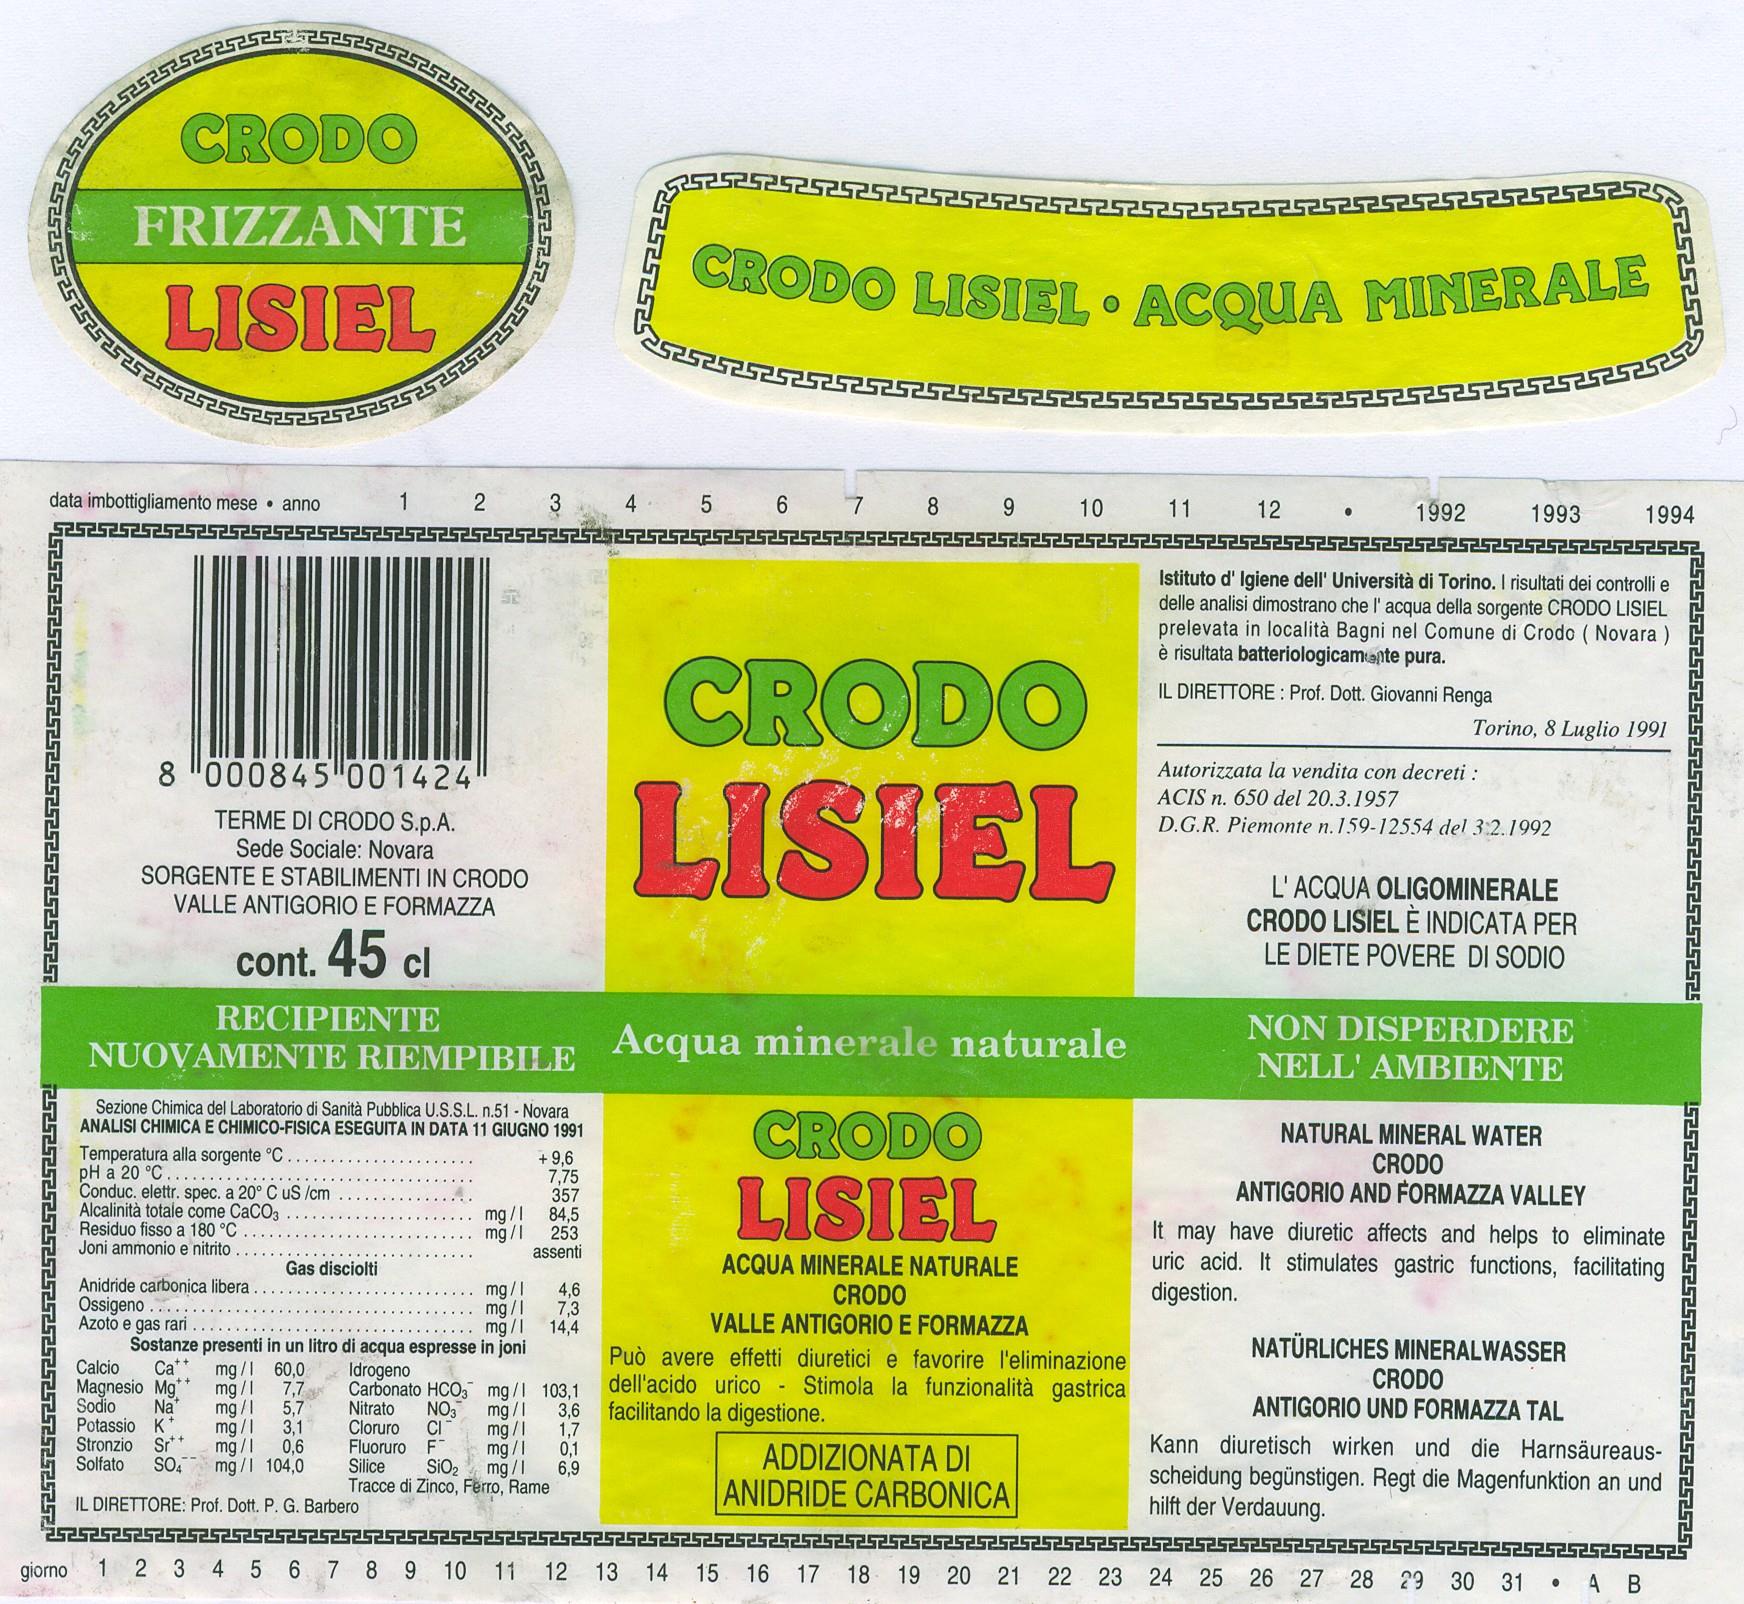 CRODO
FRIZZANTE
LISIEL
CRODO LISIEL • ACQUA MINERALE
data imbottigliamento mese • anno 1 2 3 4 5 6 7 8 9 10 11 12 • 1992 1993 1994
8 000845 001424
TERME DI CRODO S.p.A.
Sede Sociale: Novara
SORGENTE E STABILIMENTI IN CRODO
VALLE ANTIGORIO E FORMAZZA
cont. 45 cl
CRODO
LISIEL
Istituto d' Igiene dell' Università di Torino. I risultati dei controlli e
delle analisi dimostrano che l' acqua della sorgente CRODO LISIEL
prelevata in località Bagni nel Comune di Crodo ( Novara )
è risultata batteriologicamente pura.
IL DIRETTORE : Prof. Dott. Giovanni Renga
Torino, 8 Luglio 1991
Autorizzata la vendita con decreti :
ACIS n. 650 del 20.3.1957
D.G.R. Piemonte n.159-12554 del 3.2.1992
L' ACQUA OLIGOMINERALE
CRODO LISIEL È INDICATA PER
LE DIETE POVERE DI SODIO
RECIPIENTE
NUOVAMENTE RIEMPIBILE
Acqua minerale naturale
NON DISPERDERE
NELL' AMBIENTE
Sezione Chimica del Laboratorio di Sanità Pubblica U.S.S.L. n.51 - Novara
ANALISI CHIMICA E CHIMICO-FISICA ESEGUITA IN DATA 11 GIUGNO 1991
Temperatura alla sorgente °C ........................ + 9,6
pH a 20 °C ........................ 7,75
Conduc. elettr. spec. a 20° C uS /cm ........................ 357
Alcalinità totale come CaCO₃ ........................ mg / l 84,5
Residuo fisso a 180 °C ........................ mg / l 253
Joni ammonio e nitrito ........................ assenti
Gas disciolti
Anidride carbonica libera ........................ mg / l 4,6
Ossigeno ........................ mg / l 7,3
Azoto e gas rari ........................ mg / l 14,4
Sostanze presenti in un litro di acqua espresse in joni
Calcio Ca⁺⁺ mg / l 60,0 Idrogeno
Magnesio Mg⁺⁺ mg / l 7,7 Carbonato HCO₃⁻ mg / l 103,1
Sodio Na⁺ mg / l 5,7 Nitrato NO₃⁻ mg / l 3,6
Potassio K⁺ mg / l 3,1 Cloruro Cl⁻ mg / l 1,7
Stronzio Sr⁺⁺ mg / l 0,6 Fluoruro F⁻ mg / l 0,1
Solfato SO₄⁻⁻ mg / l 104,0 Silice SiO₂ mg / l 6,9
Tracce di Zinco, Ferro, Rame
IL DIRETTORE: Prof. Dott. P. G. Barbero
CRODO
LISIEL
ACQUA MINERALE NATURALE
CRODO
VALLE ANTIGORIO E FORMAZZA
Può avere effetti diuretici e favorire l'eliminazione
dell'acido urico - Stimola la funzionalità gastrica
facilitando la digestione.
ADDIZIONATA DI
ANIDRIDE CARBONICA
NATURAL MINERAL WATER
CRODO
ANTIGORIO AND FORMAZZA VALLEY
It may have diuretic affects and helps to eliminate
uric acid. It stimulates gastric functions, facilitating
digestion.
NATÜRLICHES MINERALWASSER
CRODO
ANTIGORIO UND FORMAZZA TAL
Kann diuretisch wirken und die Harnsäureaus-
scheidung begünstigen. Regt die Magenfunktion an und
hilft der Verdauung.
giorno 1 2 3 4 5 6 7 8 9 10 11 12 13 14 15 16 17 18 19 20 21 22 23 24 25 26 27 28 29 30 31 • A B